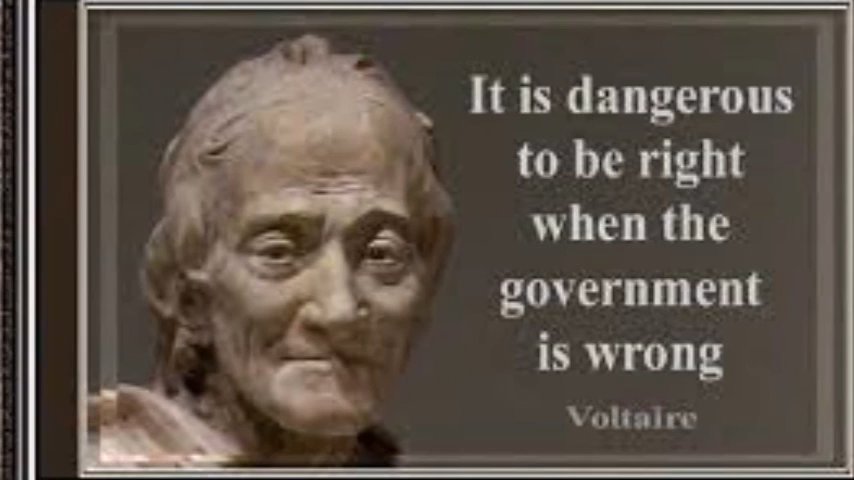 It is dangerous
to be right
when the
government
is wrong
Voltaire